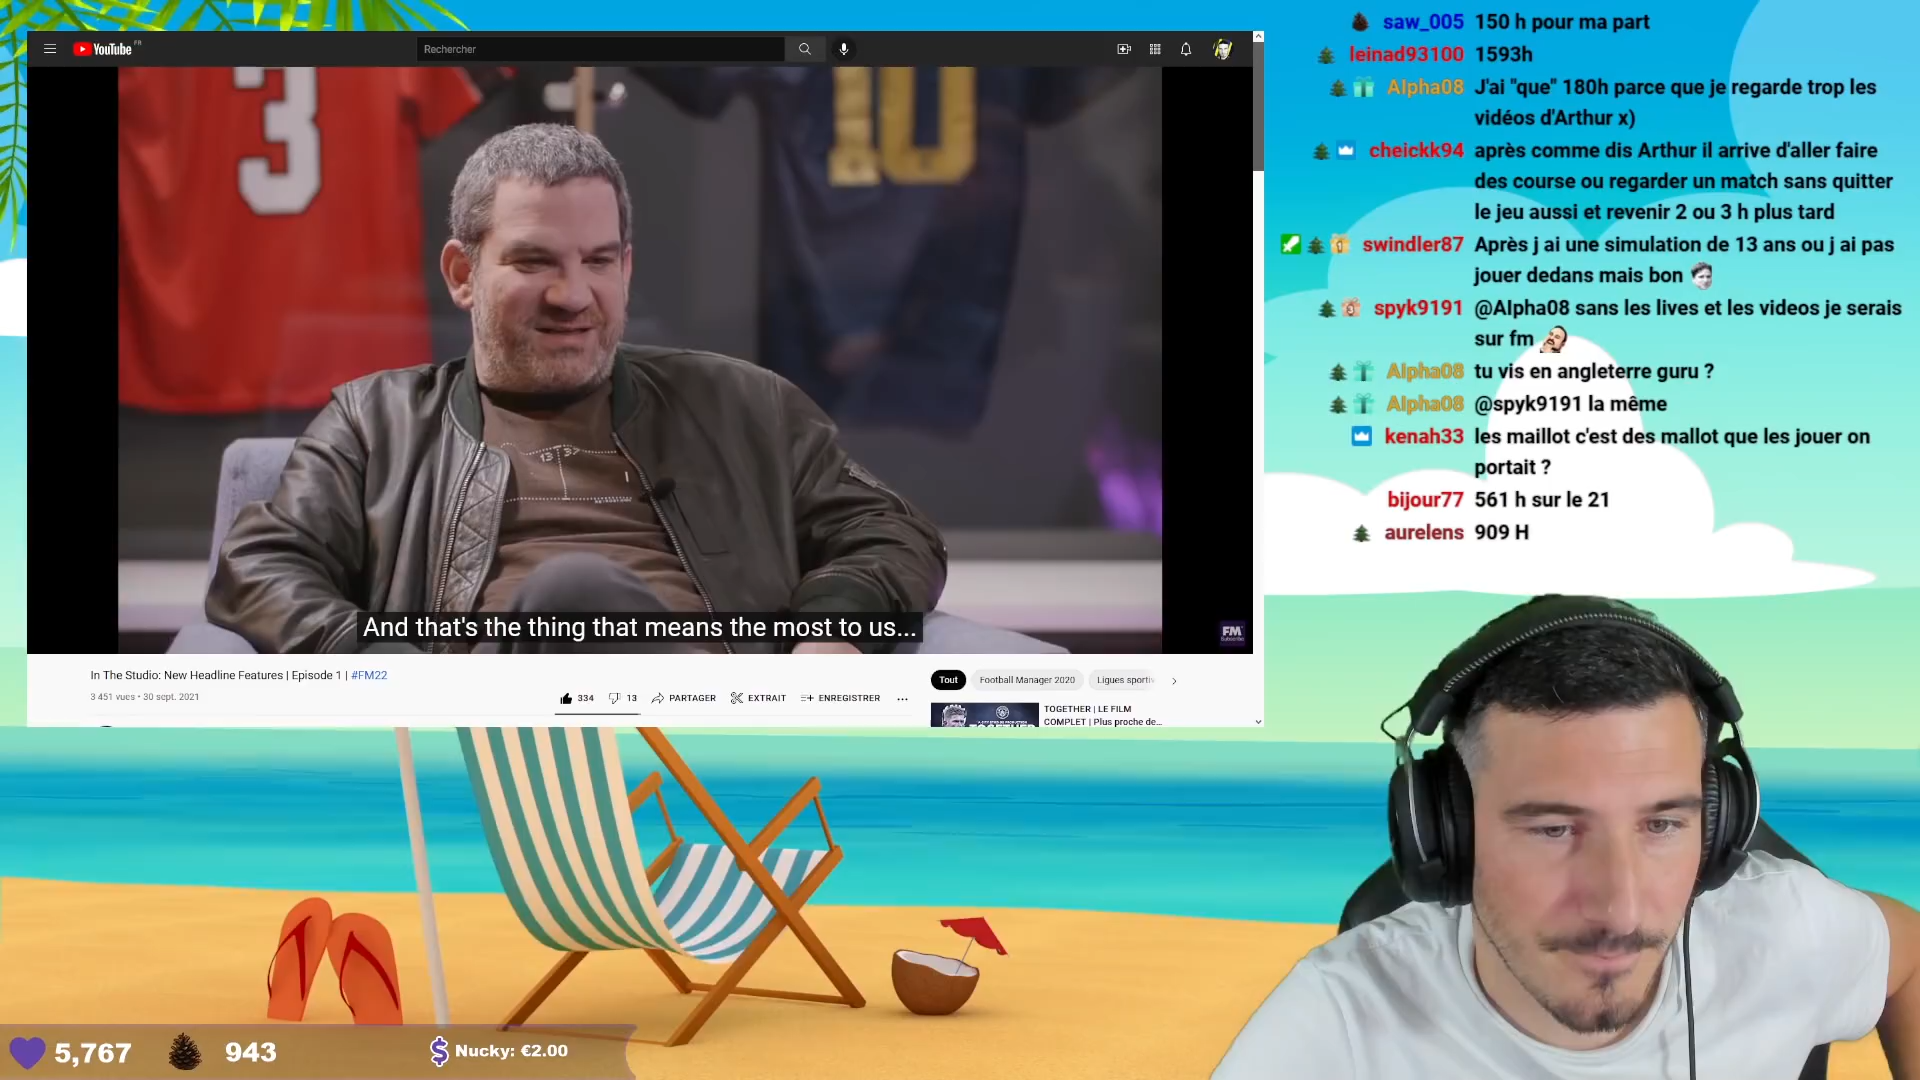 YouTube FR
Rechercher
3
10
13 37
And that's the thing that means the most to us...
FM
In The Studio: New Headline Features | Episode 1 | #FM22
3 451 vues • 30 sept. 2021
334
13
PARTAGER
EXTRAIT
ENREGISTRER
Tout
Football Manager 2020
Ligues sportiv
TOGETHER | LE FILM
COMPLET | Plus proche de...
saw_005 150 h pour ma part
leinad93100 1593h
Alpha08 J'ai "que" 180h parce que je regarde trop les
vidéos d'Arthur x)
cheickk94 après comme dis Arthur il arrive d'aller faire
des course ou regarder un match sans quitter
le jeu aussi et revenir 2 ou 3 h plus tard
swindler87 Après j ai une simulation de 13 ans ou j ai pas
jouer dedans mais bon
spyk9191 @Alpha08 sans les lives et les videos je serais
sur fm
Alpha08 tu vis en angleterre guru ?
Alpha08 @spyk9191 la même
kenah33 les maillot c'est des mallot que les jouer on
portait ?
bijour77 561 h sur le 21
aurelens 909 H
5,767
943
$ Nucky: €2.00